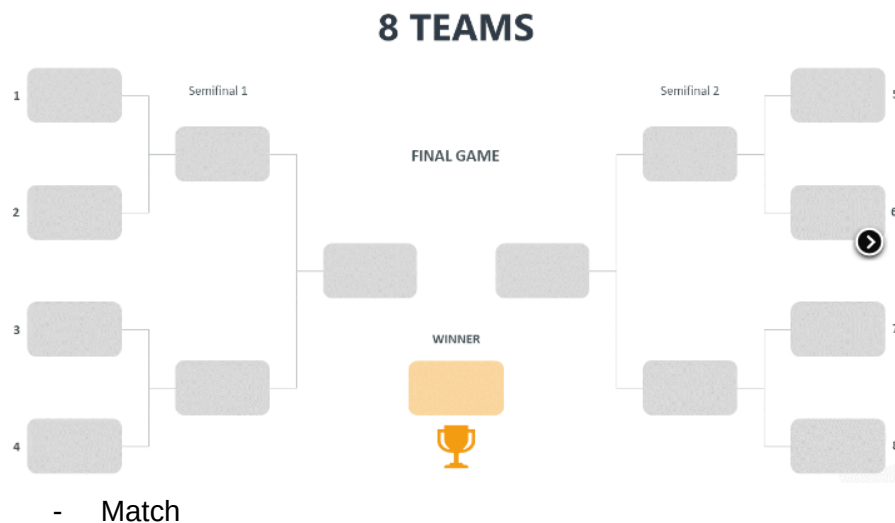 8 TEAMS
1
Semifinal 1
Semifinal 2
5
FINAL GAME
2
6
3
WINNER
7
4
8
- Match